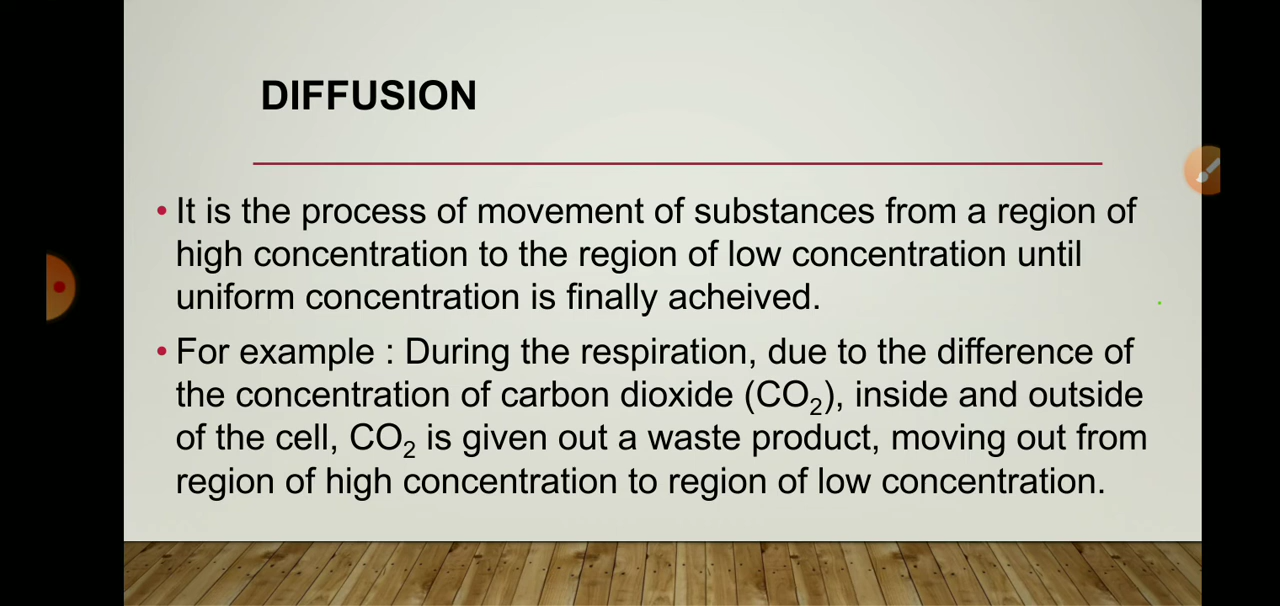 DIFFUSION
• It is the process of movement of substances from a region of
high concentration to the region of low concentration until
uniform concentration is finally acheived.
• For example : During the respiration, due to the difference of
the concentration of carbon dioxide (CO₂), inside and outside
of the cell, CO₂ is given out a waste product, moving out from
region of high concentration to region of low concentration.